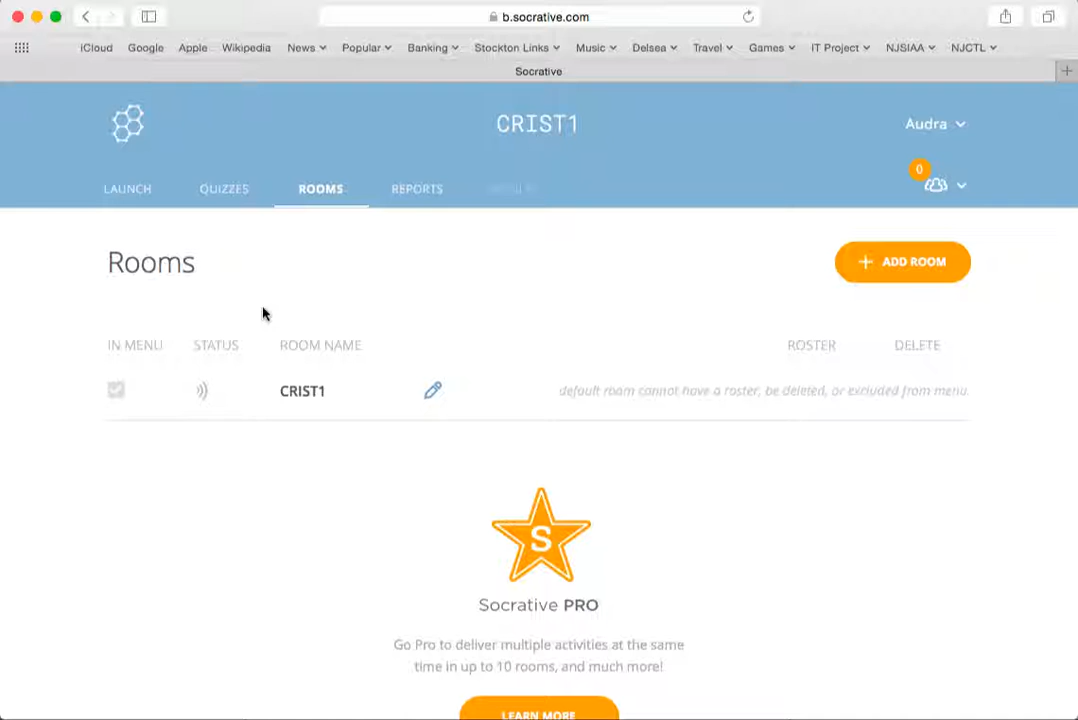 b.socrative.com
iCloud Google Apple Wikipedia News Popular Banking Stockton Links Music Delsea Travel Games IT Project NJSIAA NJCTL
Socrative
CRIST1
Audra
0
LAUNCH QUIZZES ROOMS REPORTS
Rooms
+ ADD ROOM
IN MENU STATUS ROOM NAME ROSTER DELETE
CRIST1 default room cannot have a roster, be deleted, or excluded from menu.
S
Socrative PRO
Go Pro to deliver multiple activities at the same
time in up to 10 rooms, and much more!
LEARN MORE